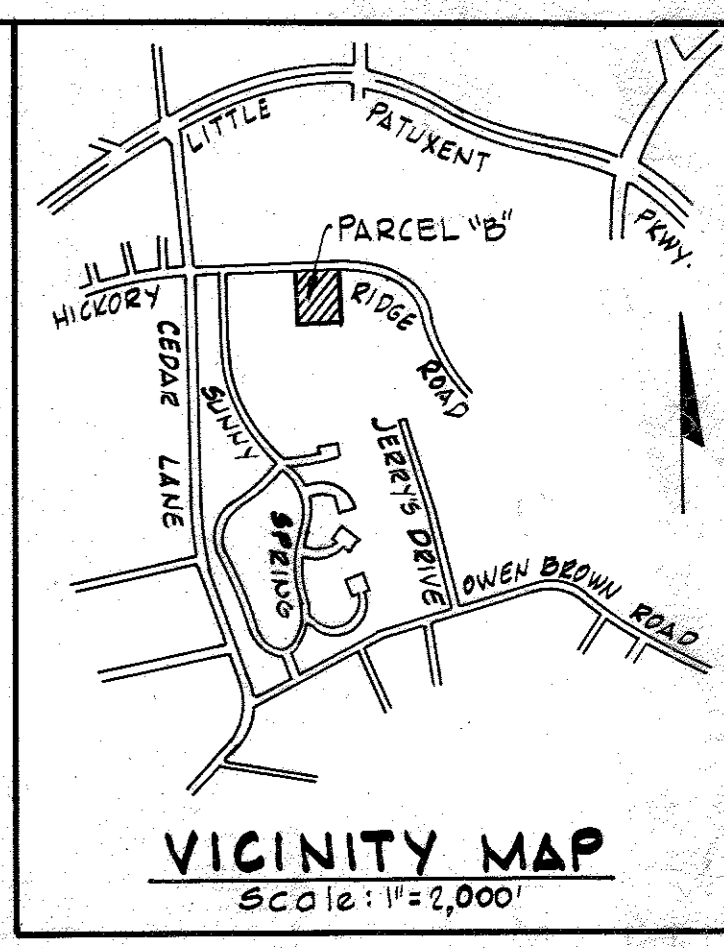 LITTLE
PATUXENT
PKWY.
PARCEL "B"
HICKORY
RIDGE
ROAD
CEDAR LANE
SUNNY
SPRING
JERRY'S DRIVE
OWEN BROWN ROAD
VICINITY MAP
Scale: 1"=2,000'